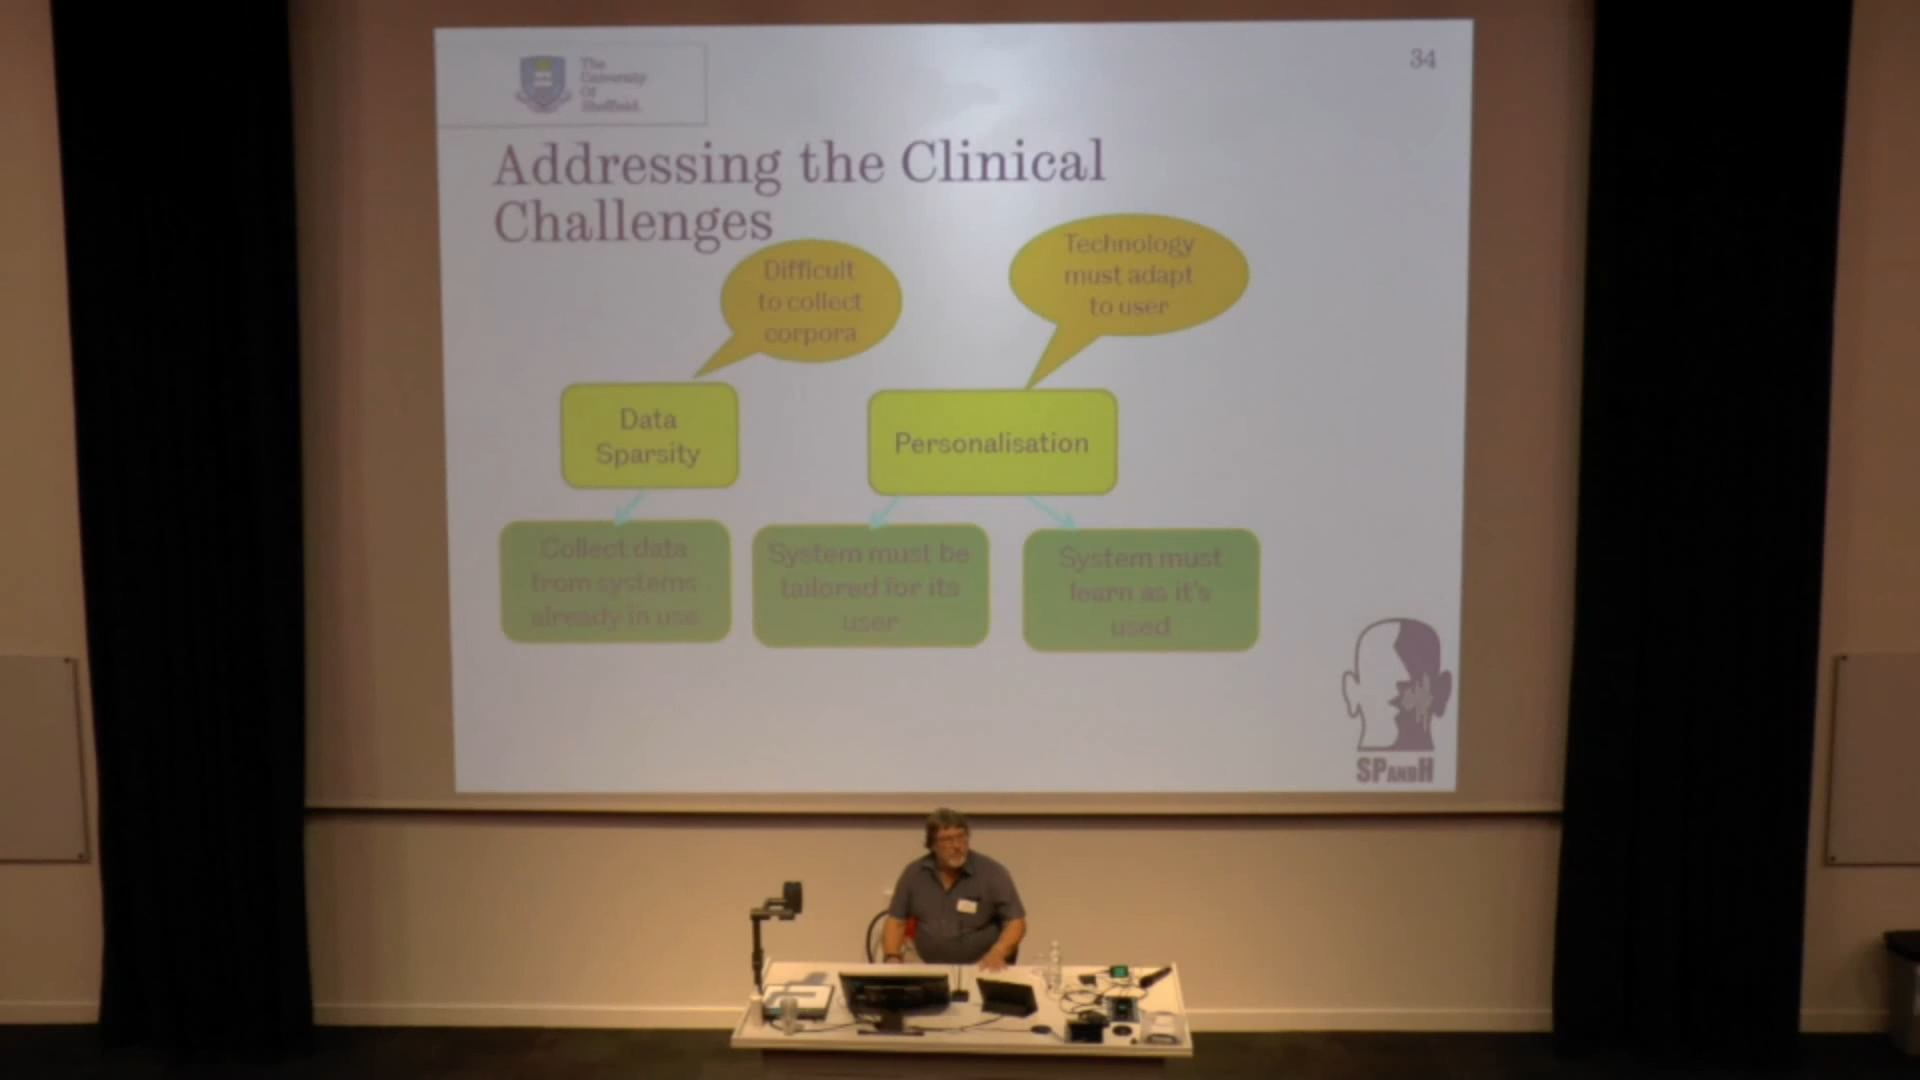 The
University
Of
Sheffield.
34
Addressing the Clinical
Challenges
Difficult
to collect
corpora
Technology
must adapt
to user
Data
Sparsity
Personalisation
Collect data
from systems
already in use
System must be
tailored for its
user
System must
learn as it's
used
SPANDH